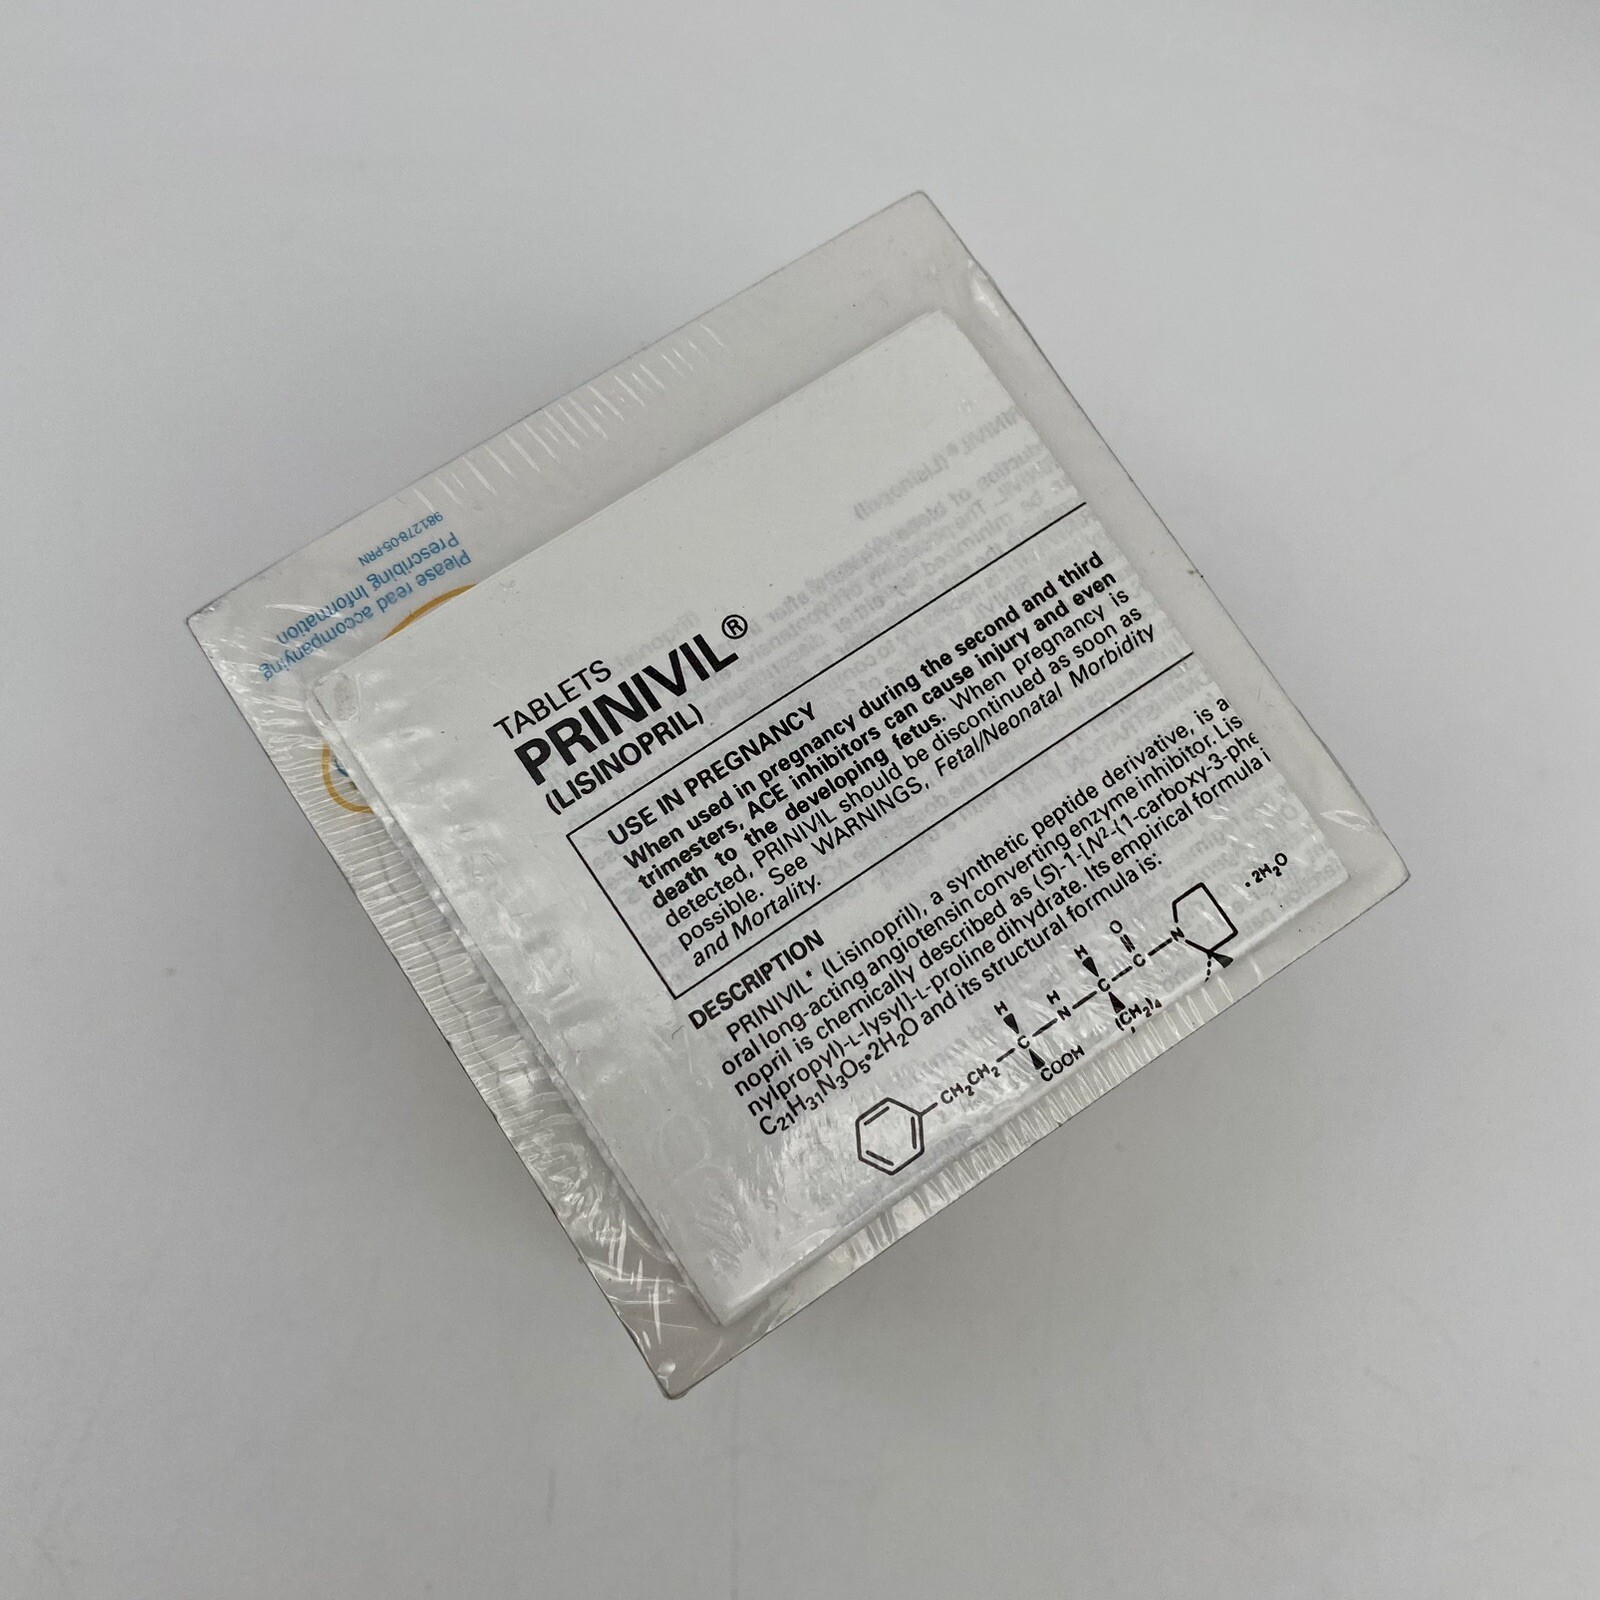 TABLETS
PRINIVIL®
(LISINOPRIL)
USE IN PREGNANCY
When used in pregnancy during the second and third
trimesters, ACE inhibitors can cause injury and even
death to the developing fetus. When pregnancy is
detected, PRINIVIL should be discontinued as soon as
possible. See WARNINGS, Fetal/Neonatal Morbidity
and Mortality.
DESCRIPTION
PRINIVIL* (Lisinopril), a synthetic peptide derivative, is a
oral long-acting angiotensin converting enzyme inhibitor. Lis
nopril is chemically described as (S)-1-[N²-(1-carboxy-3-phe
nylpropyl)-L-lysyl]-L-proline dihydrate. Its empirical formula i
C₂₁H₃₁N₃O₅•2H₂O and its structural formula is:
H H H O
CH₂CH₂ C N C C N • 2H₂O
COOH (CH₂)₄
Please read accompanying
Prescribing Information
981278-05-PRN